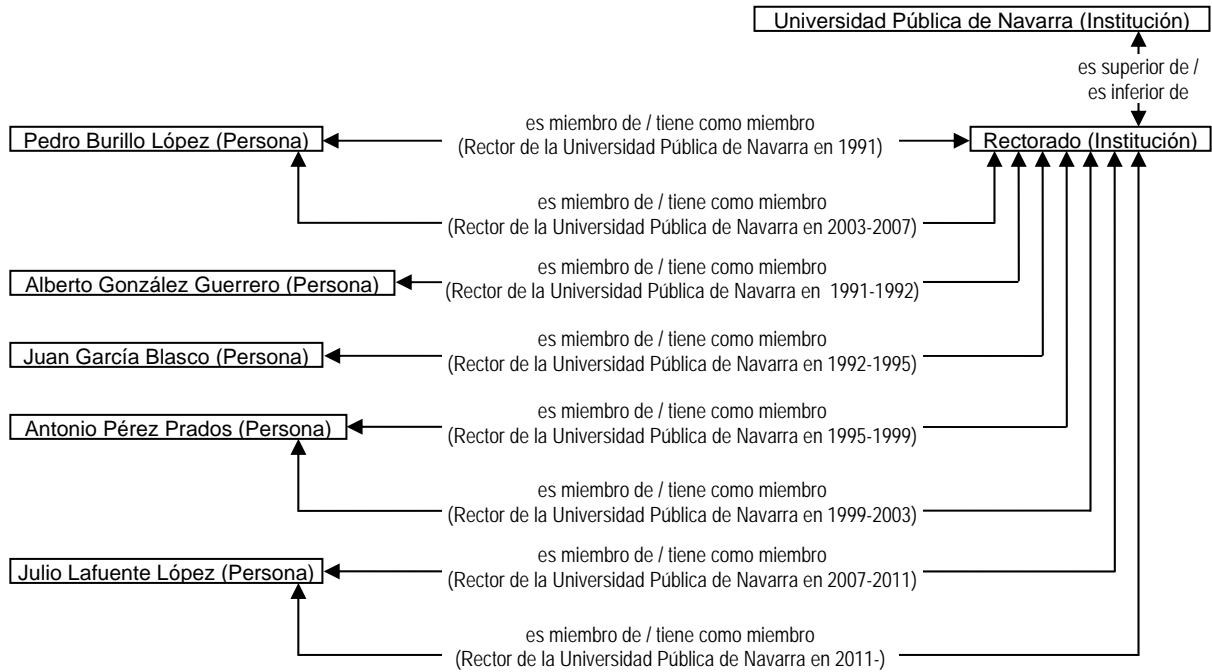 Universidad Pública de Navarra (Institución)
es superior de /
es inferior de
Pedro Burillo López (Persona)
es miembro de / tiene como miembro
(Rector de la Universidad Pública de Navarra en 1991)
Rectorado (Institución)
es miembro de / tiene como miembro
(Rector de la Universidad Pública de Navarra en 2003-2007)
Alberto González Guerrero (Persona)
es miembro de / tiene como miembro
(Rector de la Universidad Pública de Navarra en 1991-1992)
Juan García Blasco (Persona)
es miembro de / tiene como miembro
(Rector de la Universidad Pública de Navarra en 1992-1995)
Antonio Pérez Prados (Persona)
es miembro de / tiene como miembro
(Rector de la Universidad Pública de Navarra en 1995-1999)
es miembro de / tiene como miembro
(Rector de la Universidad Pública de Navarra en 1999-2003)
Julio Lafuente López (Persona)
es miembro de / tiene como miembro
(Rector de la Universidad Pública de Navarra en 2007-2011)
es miembro de / tiene como miembro
(Rector de la Universidad Pública de Navarra en 2011-)